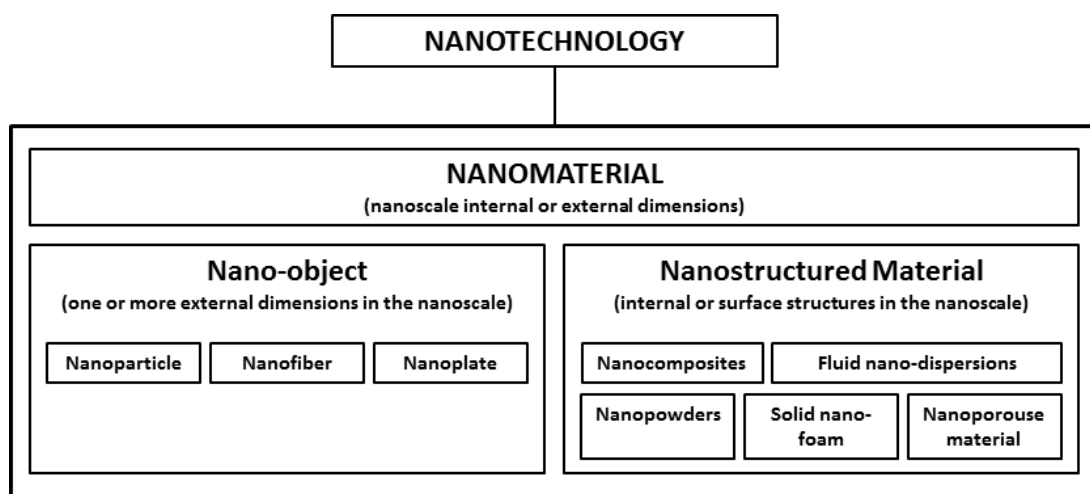 NANOTECHNOLOGY
NANOMATERIAL
(nanoscale internal or external dimensions)
Nano-object
(one or more external dimensions in the nanoscale)
Nanoparticle
Nanofiber
Nanoplate
Nanostructured Material
(internal or surface structures in the nanoscale)
Nanocomposites
Fluid nano-dispersions
Nanopowders
Solid nano-
foam
Nanoporouse
material